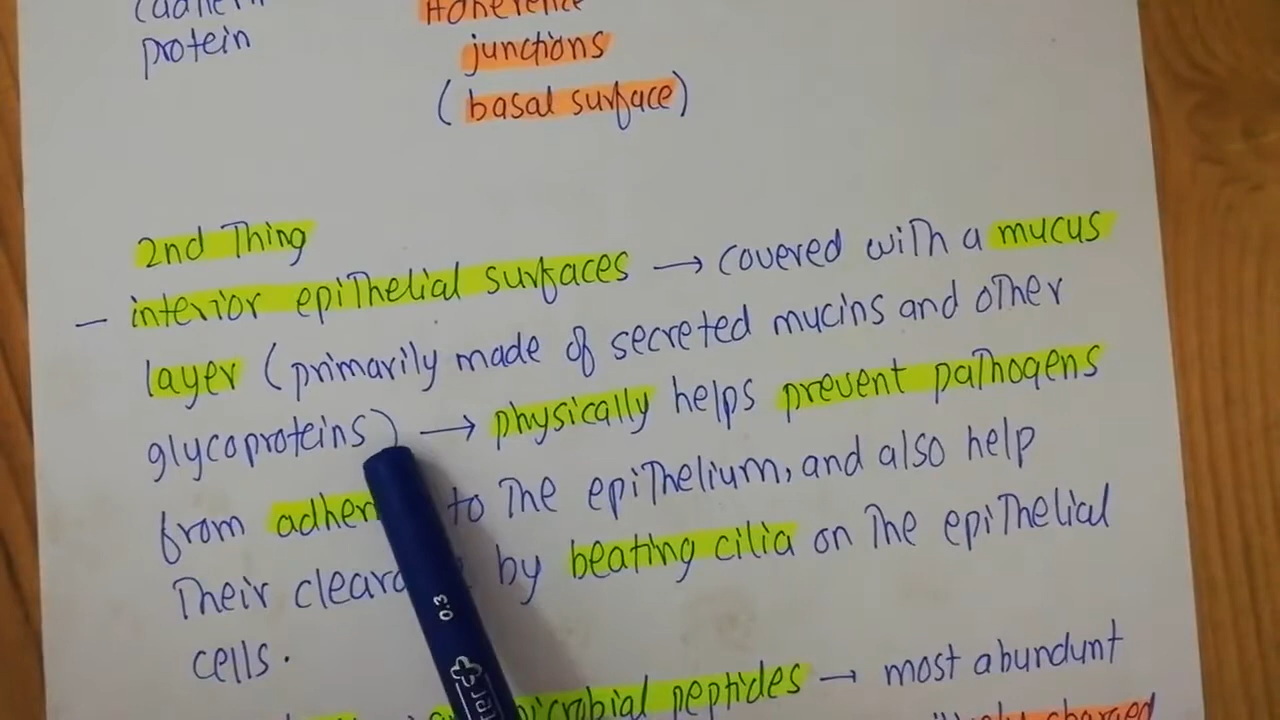 protein
junctions
(basal surface)
2nd Thing
— interior epithelial surfaces → covered with a mucus
layer (primarily made of secreted mucins and other
glycoproteins) → physically helps prevent pathogens
from to the epithelium, and also help
Their by beating cilia on the epithelial
cells.
peptides → most abundunt
charged
0.3